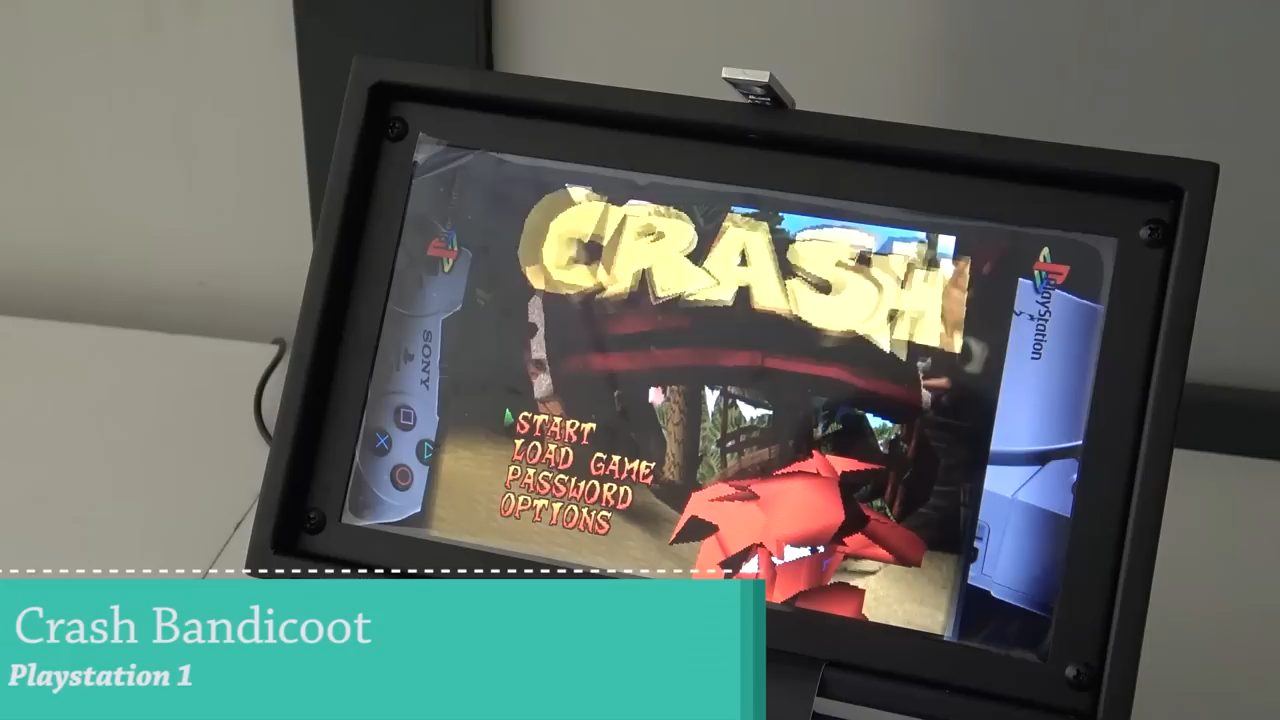 CRASH
PlayStation
SONY
START
LOAD GAME
PASSWORD
OPTIONS
Crash Bandicoot
Playstation 1